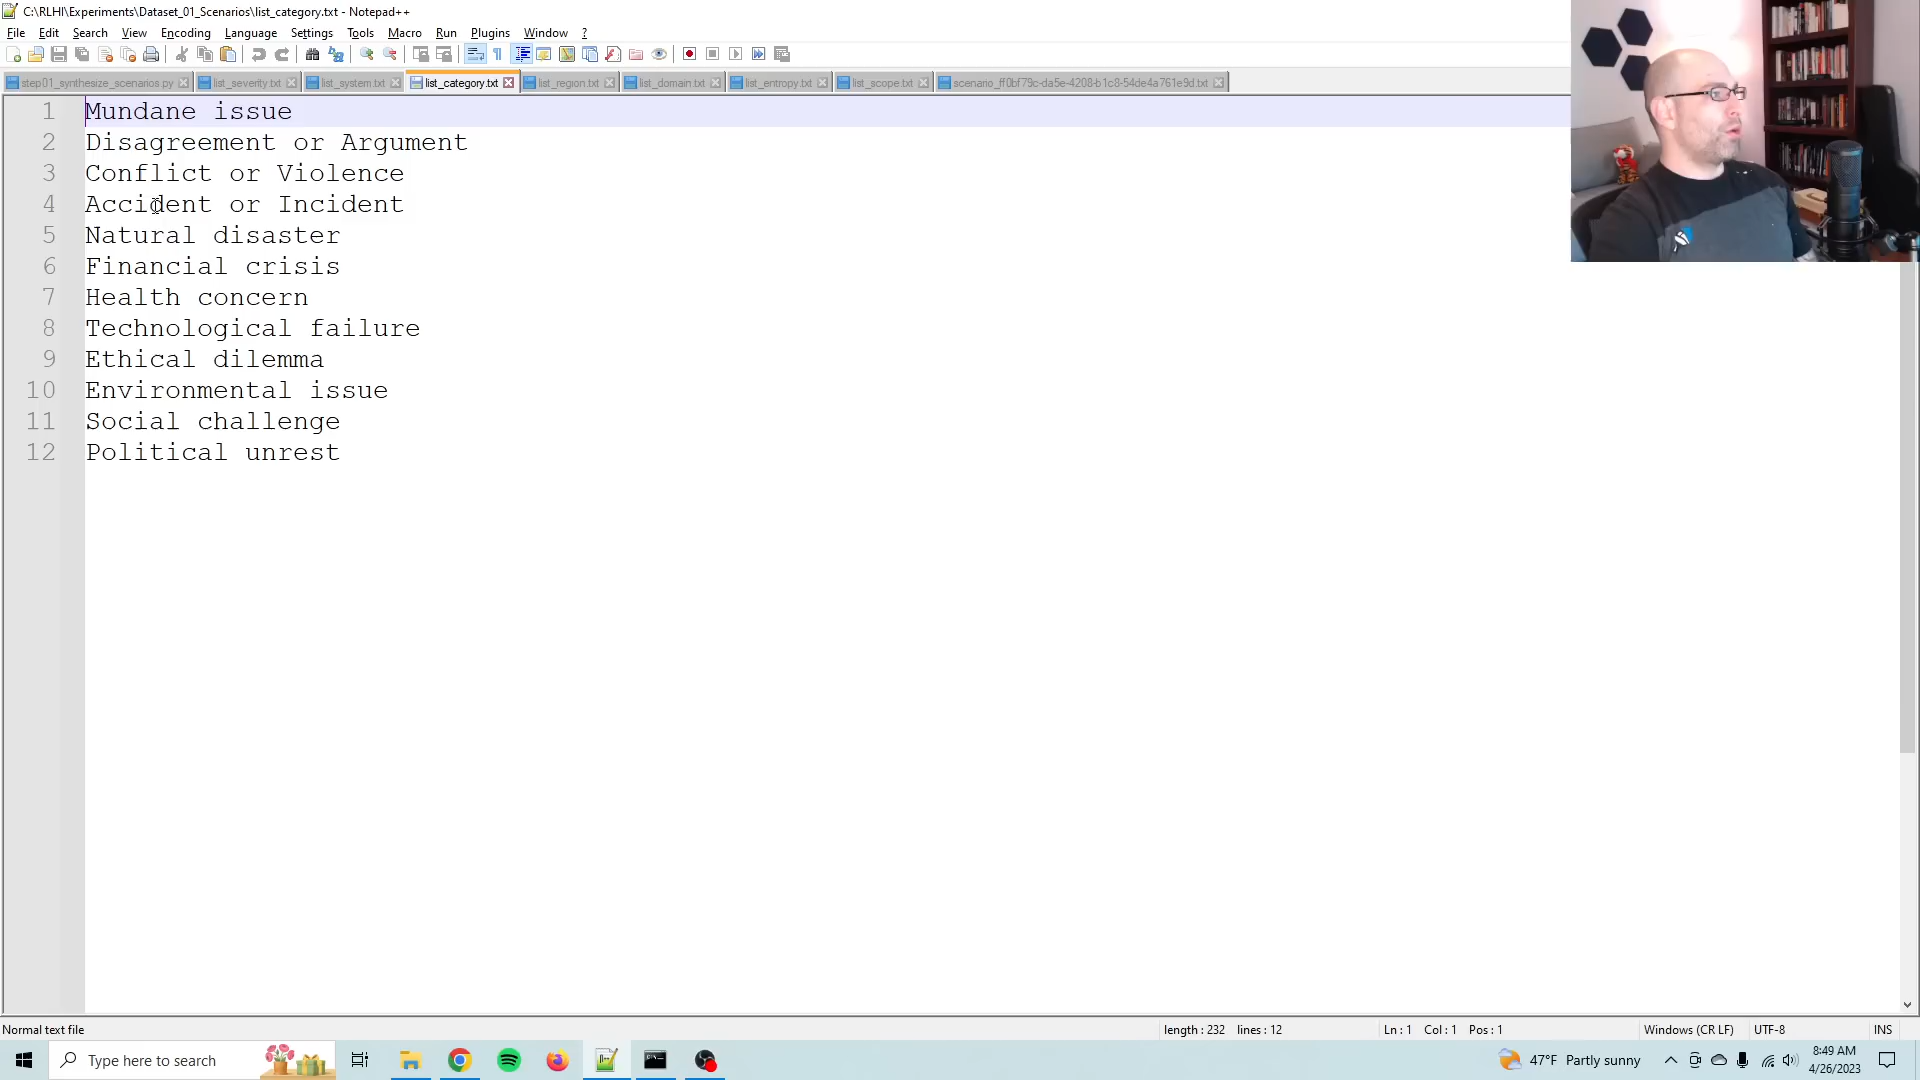 C:\RLHI\Experiments\Dataset_01_Scenarios\list_category.txt - Notepad++
File Edit Search View Encoding Language Settings Tools Macro Run Plugins Window ?
step01_synthesize_scenarios.py list_severity.txt list_system.txt list_category.txt list_region.txt list_domain.txt list_entropy.txt list_scope.txt scenario_ff0bf79c-da5e-4208-b1c8-54de4a761e9d.txt
1 Mundane issue
2 Disagreement or Argument
3 Conflict or Violence
4 Accident or Incident
5 Natural disaster
6 Financial crisis
7 Health concern
8 Technological failure
9 Ethical dilemma
10 Environmental issue
11 Social challenge
12 Political unrest
Normal text file length : 232 lines : 12 Ln : 1 Col : 1 Pos : 1 Windows (CR LF) UTF-8 INS
Type here to search 47°F Partly sunny 8:49 AM
4/26/2023